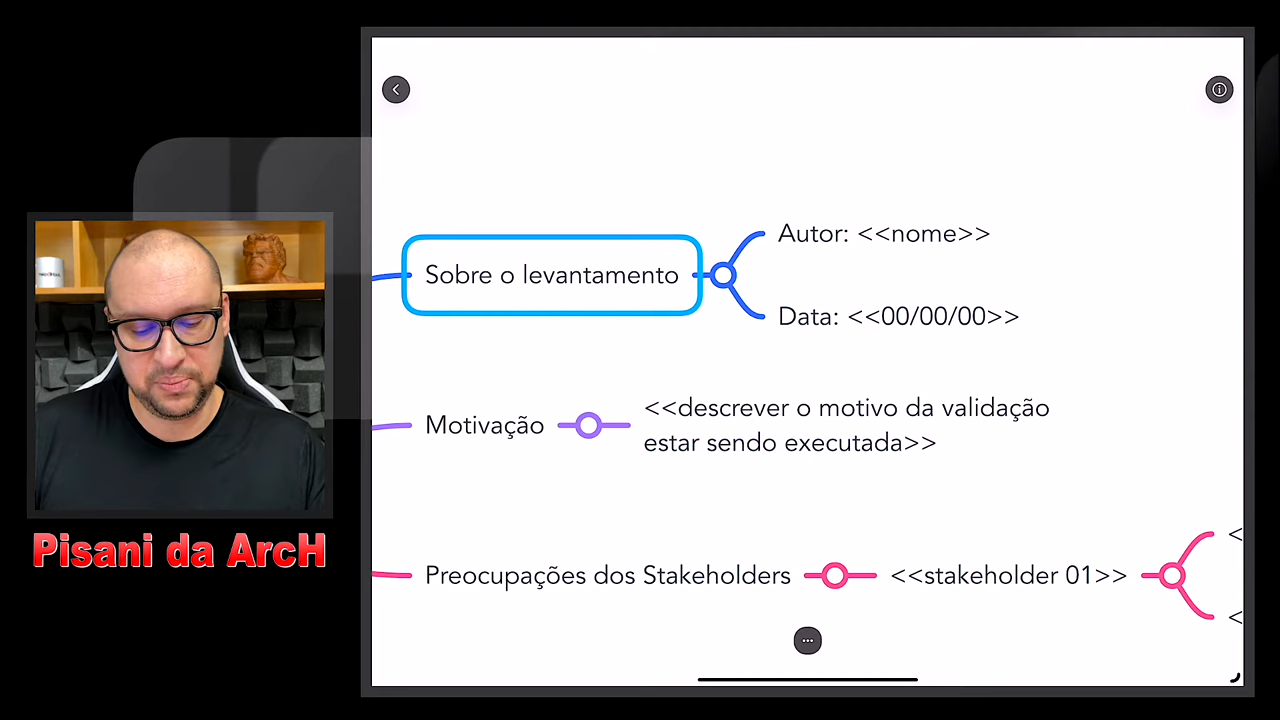 Sobre o levantamento
Autor: <<nome>>
Data: <<00/00/00>>
Motivação
<<descrever o motivo da validação
estar sendo executada>>
Preocupações dos Stakeholders
<<stakeholder 01>>
<
<
Pisani da ArcH